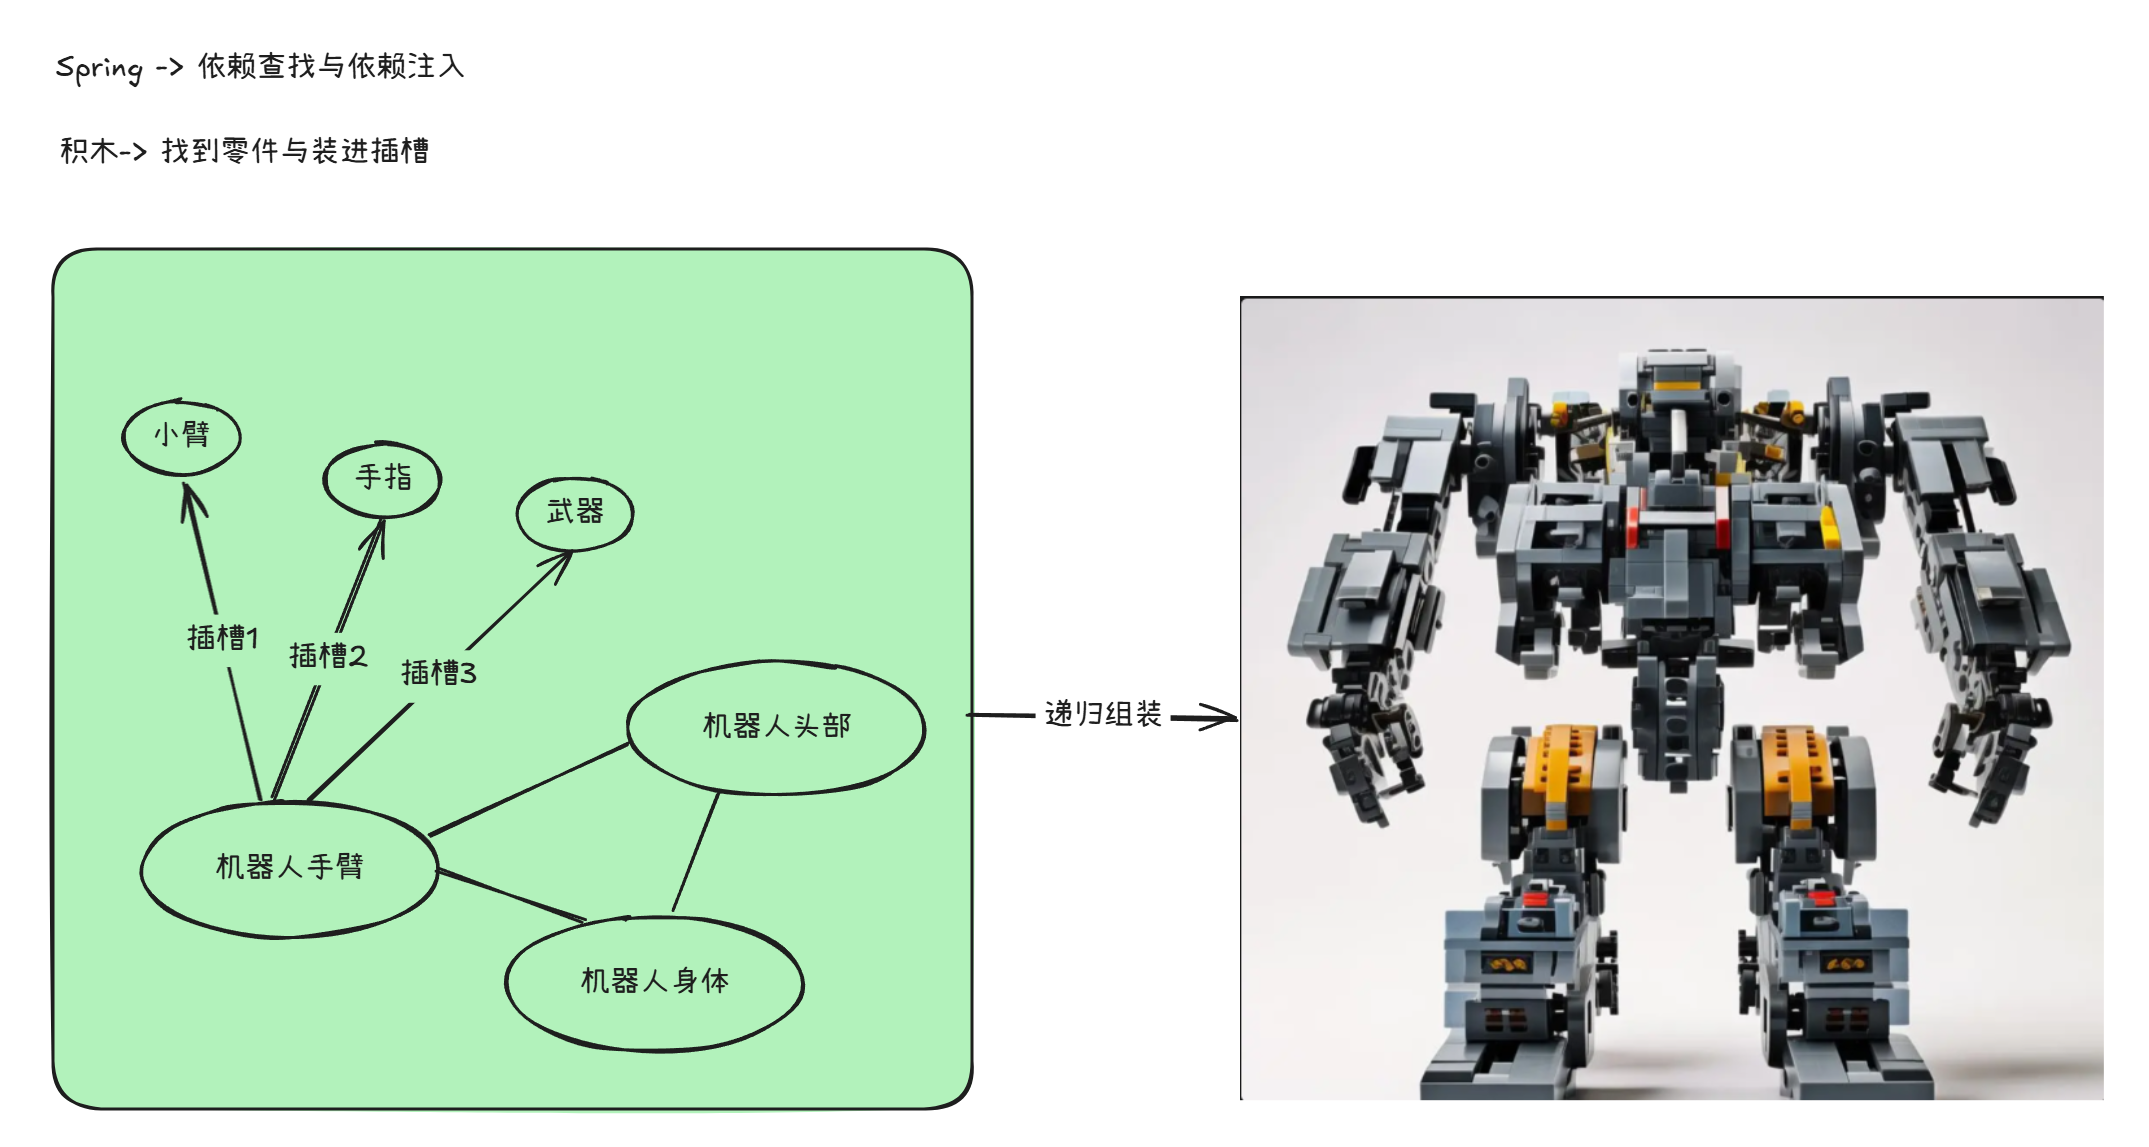 Spring -> 依赖查找与依赖注入
积木-> 找到零件与装进插槽
小臂
手指
武器
插槽1
插槽2
插槽3
机器人头部
递归组装
机器人手臂
机器人身体